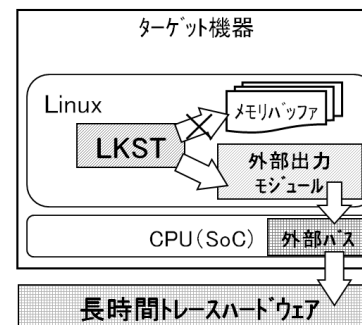 ターゲット機器
Linux
メモリバッファ
LKST
外部出力
モジュール
CPU(SoC)
外部バス
長時間トレースハードウェア